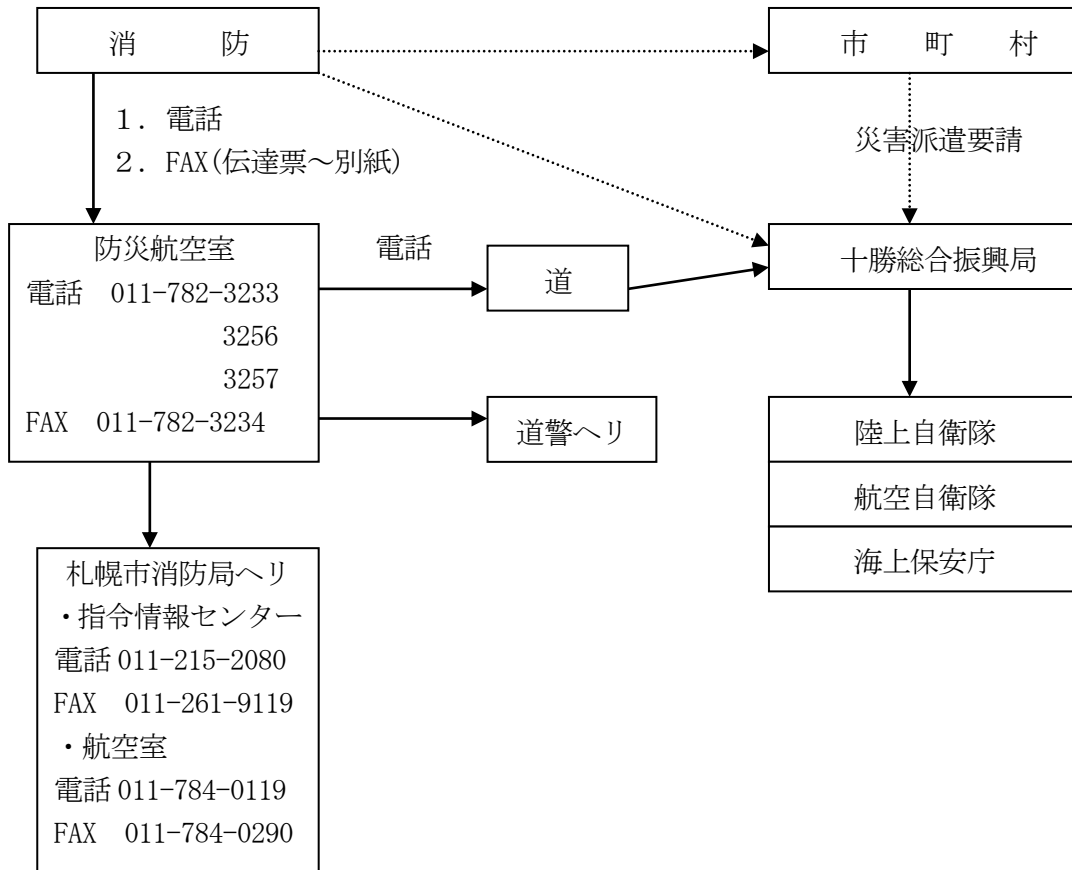 消　　防
市　町　村
１．電話
２．FAX(伝達票～別紙)
災害派遣要請
防災航空室
電話　011-782-3233
3256
3257
FAX　011-782-3234
電話
道
十勝総合振興局
道警ヘリ
陸上自衛隊
航空自衛隊
海上保安庁
札幌市消防局ヘリ
・指令情報センター
電話 011-215-2080
FAX　011-261-9119
・航空室
電話 011-784-0119
FAX　011-784-0290